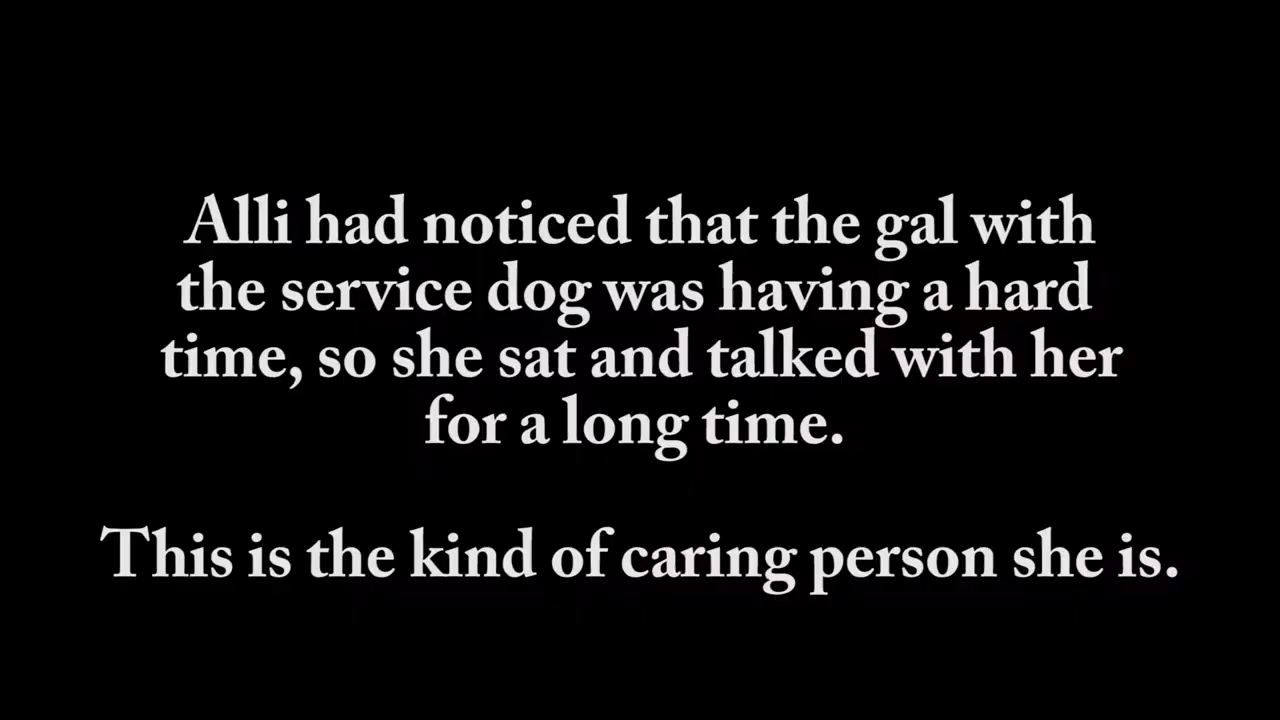 Alli had noticed that the gal with
the service dog was having a hard
time, so she sat and talked with her
for a long time.
This is the kind of caring person she is.